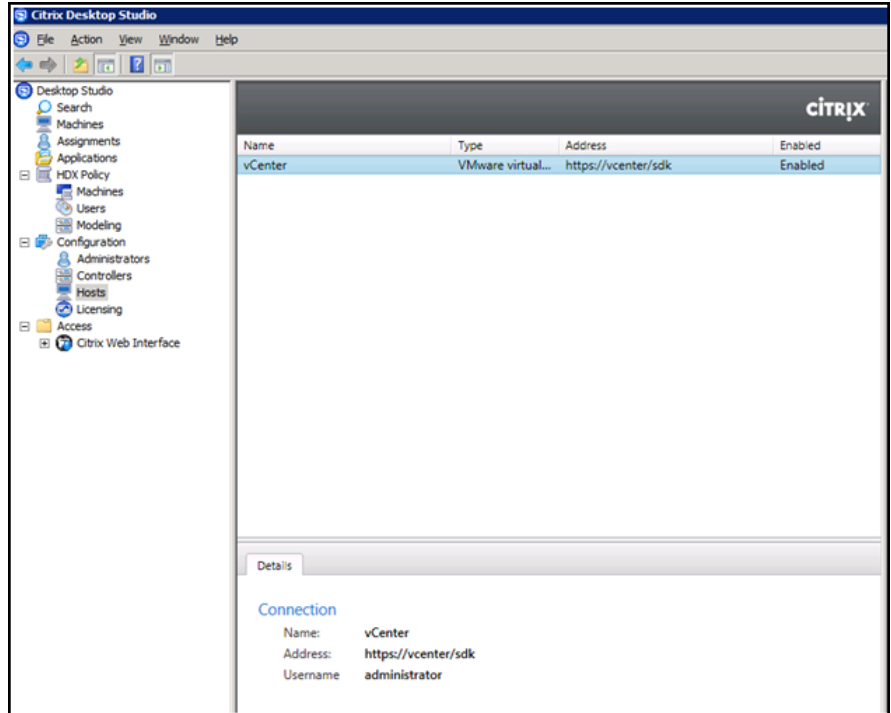 Citrix Desktop Studio
File Action View Window Help
Desktop Studio
Search
Machines
Assignments
Applications
HDX Policy
Machines
Users
Modeling
Configuration
Administrators
Controllers
Hosts
Licensing
Access
Citrix Web Interface
CİTRIX
Name Type Address Enabled
vCenter VMware virtual... https://vcenter/sdk Enabled
Details
Connection
Name: vCenter
Address: https://vcenter/sdk
Username administrator